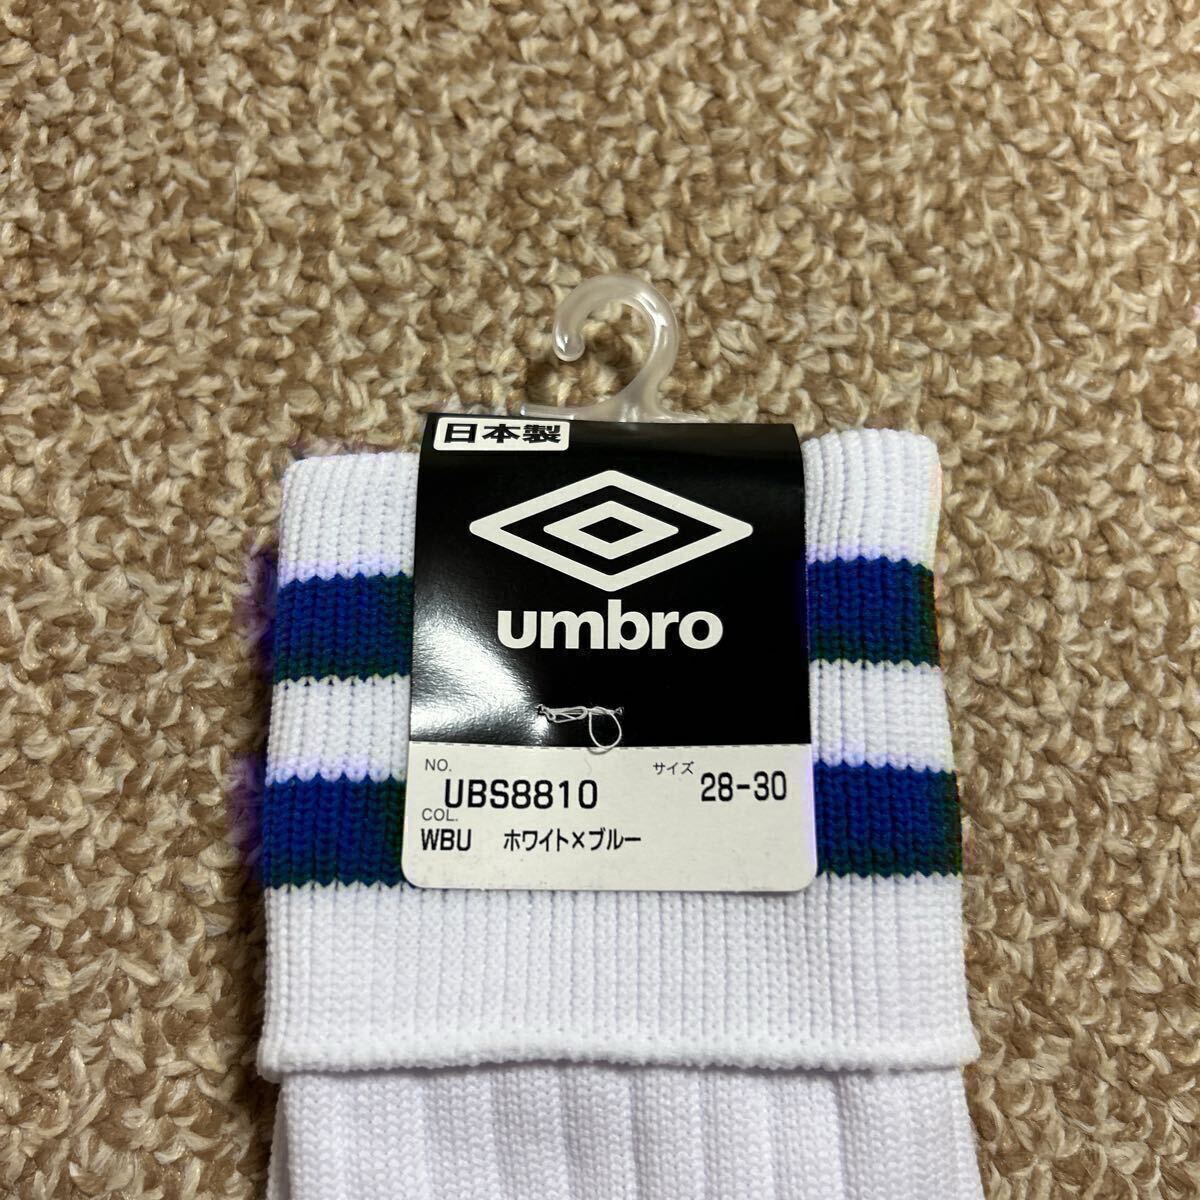 日本製
umbro
NO. サイズ
UBS8810 28-30
COL.
WBU ホワイト×ブルー